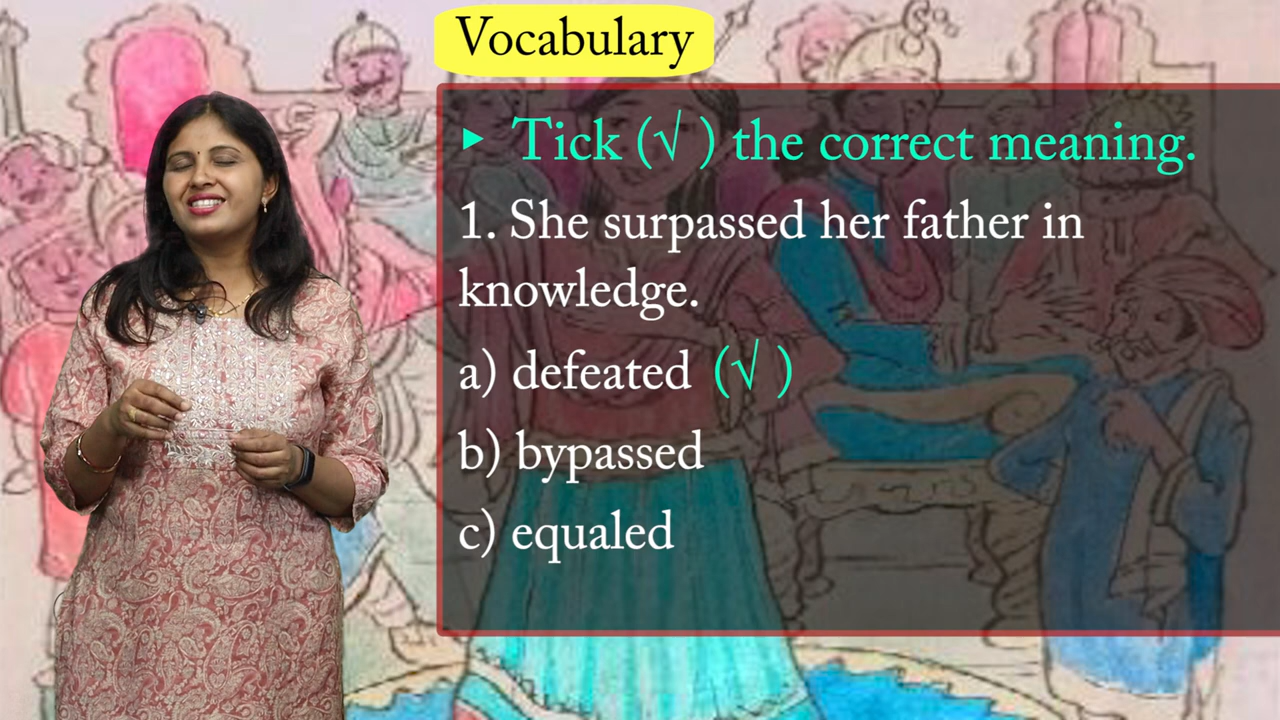 Vocabulary
▶ Tick (√ ) the correct meaning.
1. She surpassed her father in
knowledge.
a) defeated (√ )
b) bypassed
c) equaled